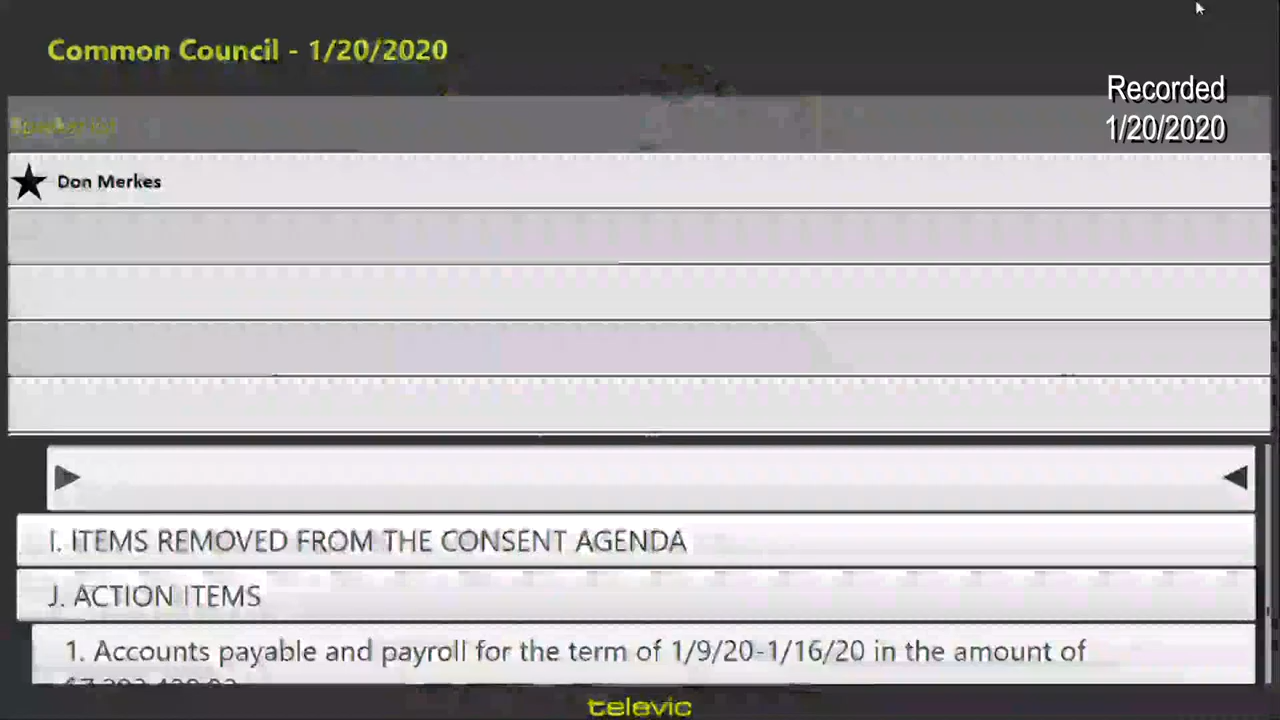 Common Council - 1/20/2020
Recorded
1/20/2020
Don Merkes
I. ITEMS REMOVED FROM THE CONSENT AGENDA
J. ACTION ITEMS
1. Accounts payable and payroll for the term of 1/9/20-1/16/20 in the amount of
televic